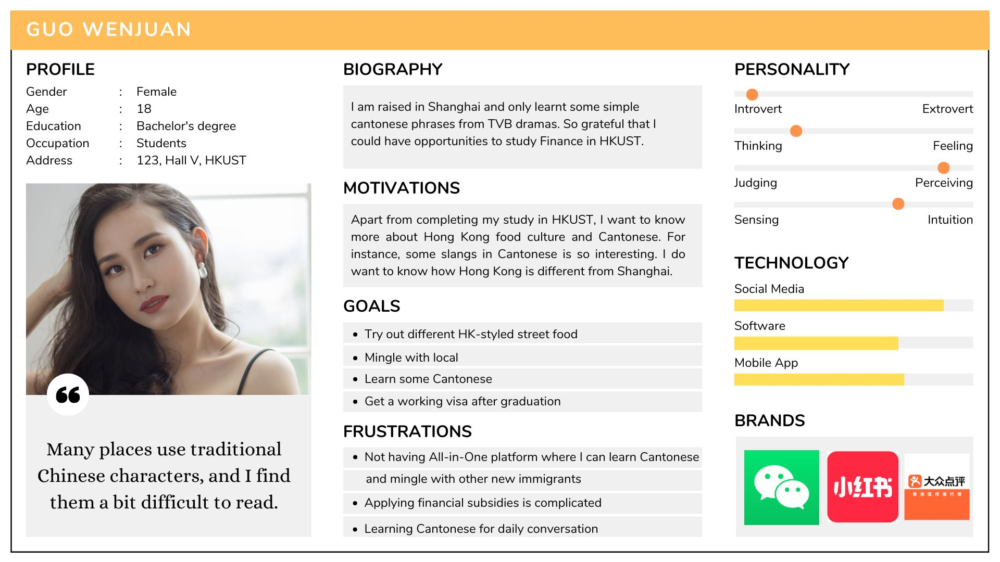 GUO WENJUAN
PROFILE
Gender : Female
Age : 18
Education : Bachelor's degree
Occupation : Students
Address : 123, Hall V, HKUST
Many places use traditional
Chinese characters, and I find
them a bit difficult to read.
BIOGRAPHY
I am raised in Shanghai and only learnt some simple
cantonese phrases from TVB dramas. So grateful that I
could have opportunities to study Finance in HKUST.
MOTIVATIONS
Apart from completing my study in HKUST, I want to know
more about Hong Kong food culture and Cantonese. For
instance, some slangs in Cantonese is so interesting. I do
want to know how Hong Kong is different from Shanghai.
GOALS
• Try out different HK-styled street food
• Mingle with local
• Learn some Cantonese
• Get a working visa after graduation
FRUSTRATIONS
• Not having All-in-One platform where I can learn Cantonese
and mingle with other new immigrants
• Applying financial subsidies is complicated
• Learning Cantonese for daily conversation
PERSONALITY
Introvert Extrovert
Thinking Feeling
Judging Perceiving
Sensing Intuition
TECHNOLOGY
Social Media
Software
Mobile App
BRANDS
小红书
大众点评
香港區授權代理